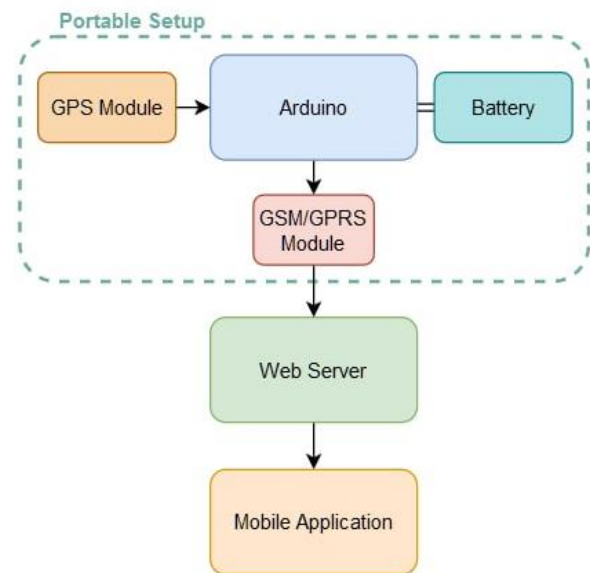 Portable Setup
GPS Module
Arduino
Battery
GSM/GPRS
Module
Web Server
Mobile Application